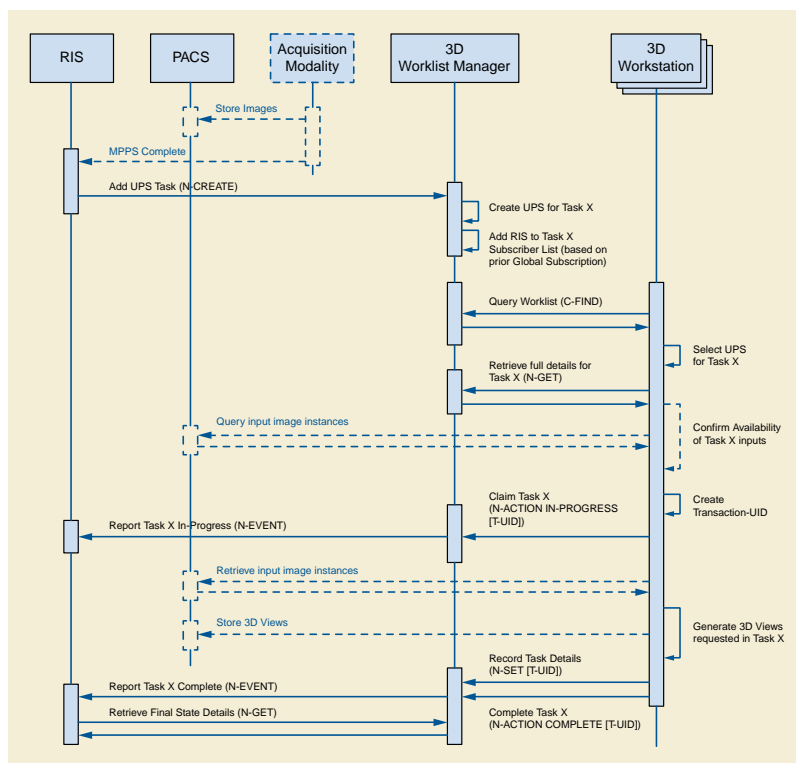 RIS
PACS
Acquisition
Modality
3D
Worklist Manager
3D
Workstation
Store Images
MPPS Complete
Add UPS Task (N-CREATE)
Create UPS for Task X
Add RIS to Task X
Subscriber List (based on
prior Global Subscription)
Query Worklist (C-FIND)
Select UPS
for Task X
Retrieve full details for
Task X (N-GET)
Query input image instances
Confirm Availability
of Task X inputs
Create
Transaction-UID
Claim Task X
(N-ACTION IN-PROGRESS
[T-UID])
Report Task X In-Progress (N-EVENT)
Retrieve input image instances
Store 3D Views
Generate 3D Views
requested in Task X
Record Task Details
(N-SET [T-UID])
Report Task X Complete (N-EVENT)
Retrieve Final State Details (N-GET)
Complete Task X
(N-ACTION COMPLETE [T-UID])